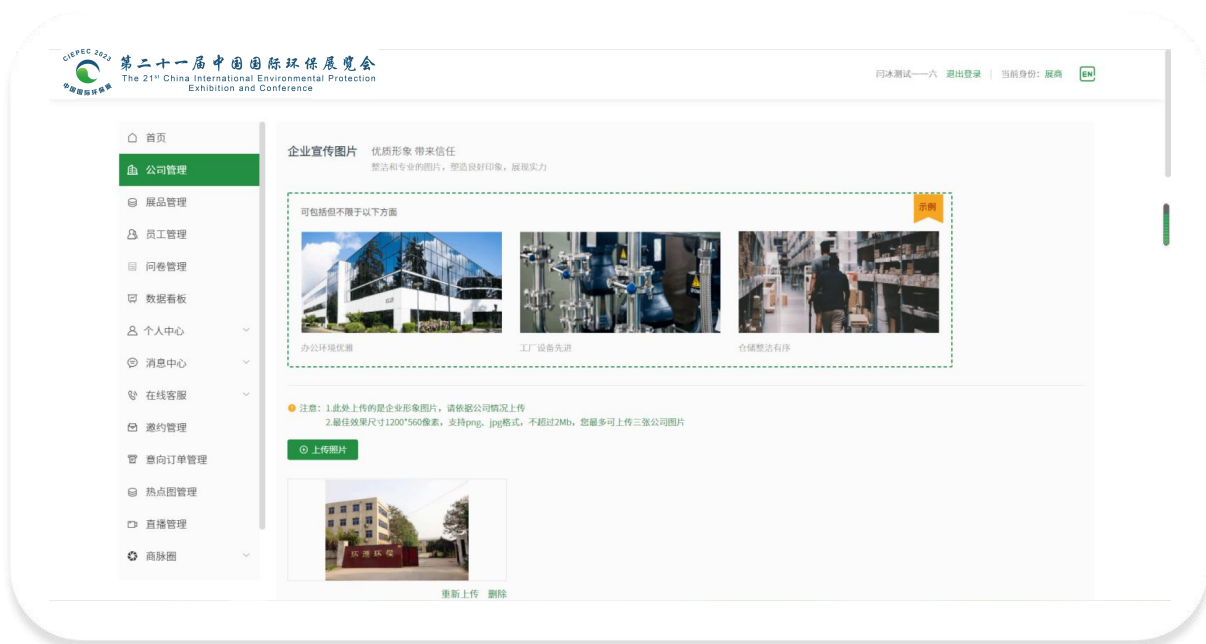 CIEPEC 2023
中国国际环保展
第二十一届中国国际环保展览会
The 21st China International Environmental Protection
Exhibition and Conference
闫冰测试一一六 退出登录 | 当前身份: 展商 EN
首页
公司管理
展品管理
员工管理
问卷管理
数据看板
个人中心
消息中心
在线客服
邀约管理
意向订单管理
热点图管理
直播管理
商脉圈
企业宣传图片 优质形象 带来信任
整洁和专业的图片，塑造良好印象，展现实力
可包括但不限于以下方面
示例
办公环境优雅
工厂设备先进
仓储整洁有序
注意: 1.此处上传的是企业形象图片，请依据公司情况上传
2.最佳效果尺寸1200*560像素，支持png、jpg格式，不超过2Mb，您最多可上传三张公司图片
上传照片
环源环保
重新上传 删除